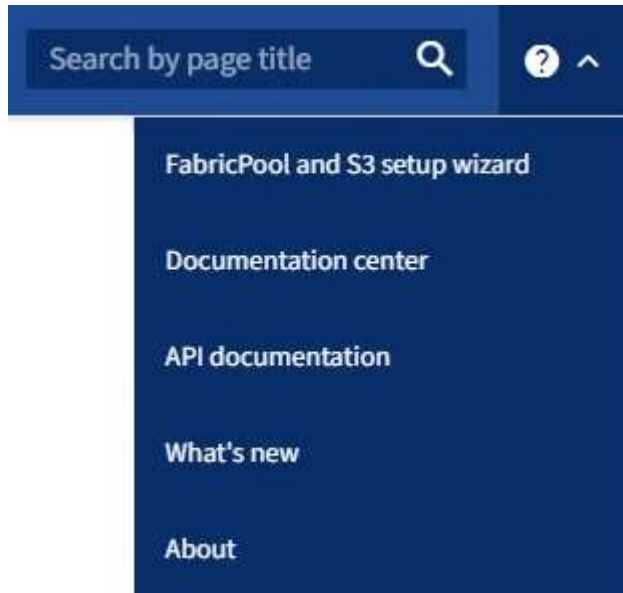 Search by page title
FabricPool and S3 setup wizard
Documentation center
API documentation
What's new
About